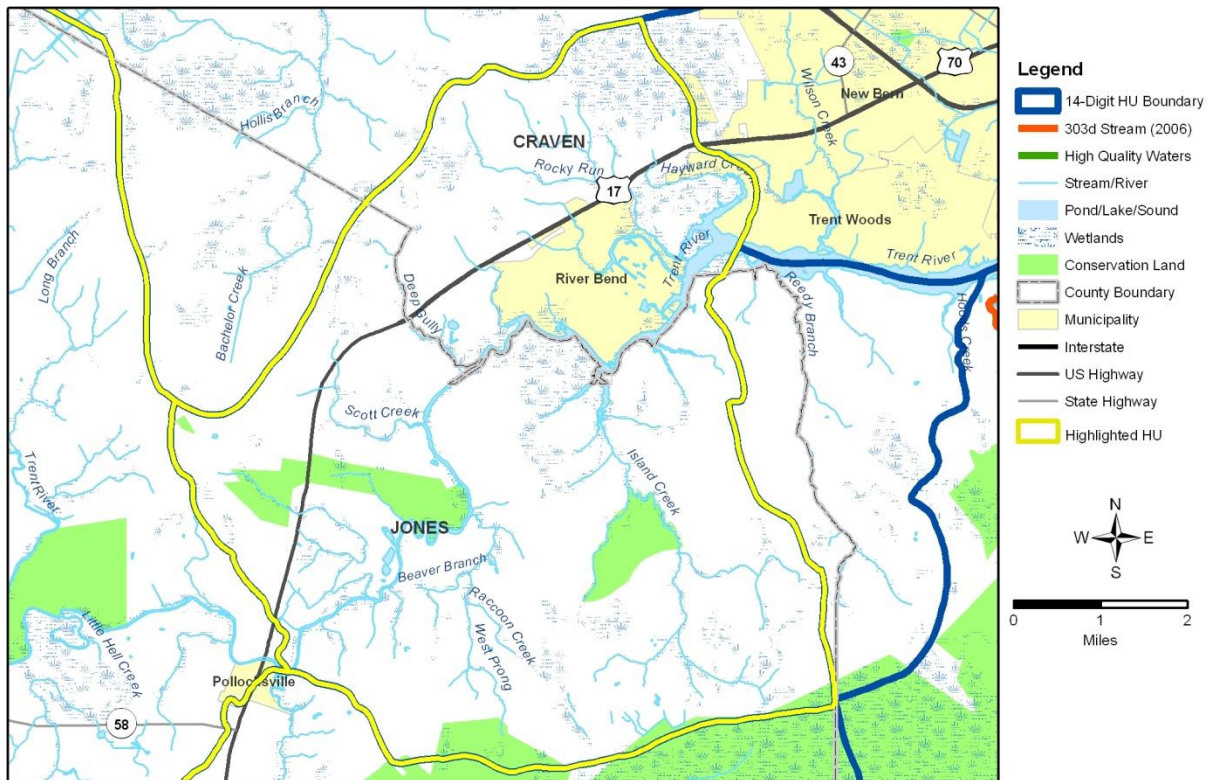 Hollis Branch
CRAVEN
Rocky Run
17
43
70
New Bern
Wilson Creek
Hayward
Trent Woods
River Bend
Trent River
Trent River
Reedy Branch
Long Branch
Bachelor Creek
Deep Gully
Scott Creek
Trent River
JONES
Island Creek
Beaver Branch
Raccoon Creek
West Prong
Little Hell Creek
58
Legend
14-Digit HU Boundary
303d Stream (2006)
High Quality Waters
Stream/River
Pond/Lake/Sound
Wetlands
Conservation Land
County Boundary
Municipality
Interstate
US Highway
State Highway
Highlighted HU
N
W E
S
0 1 2
Miles